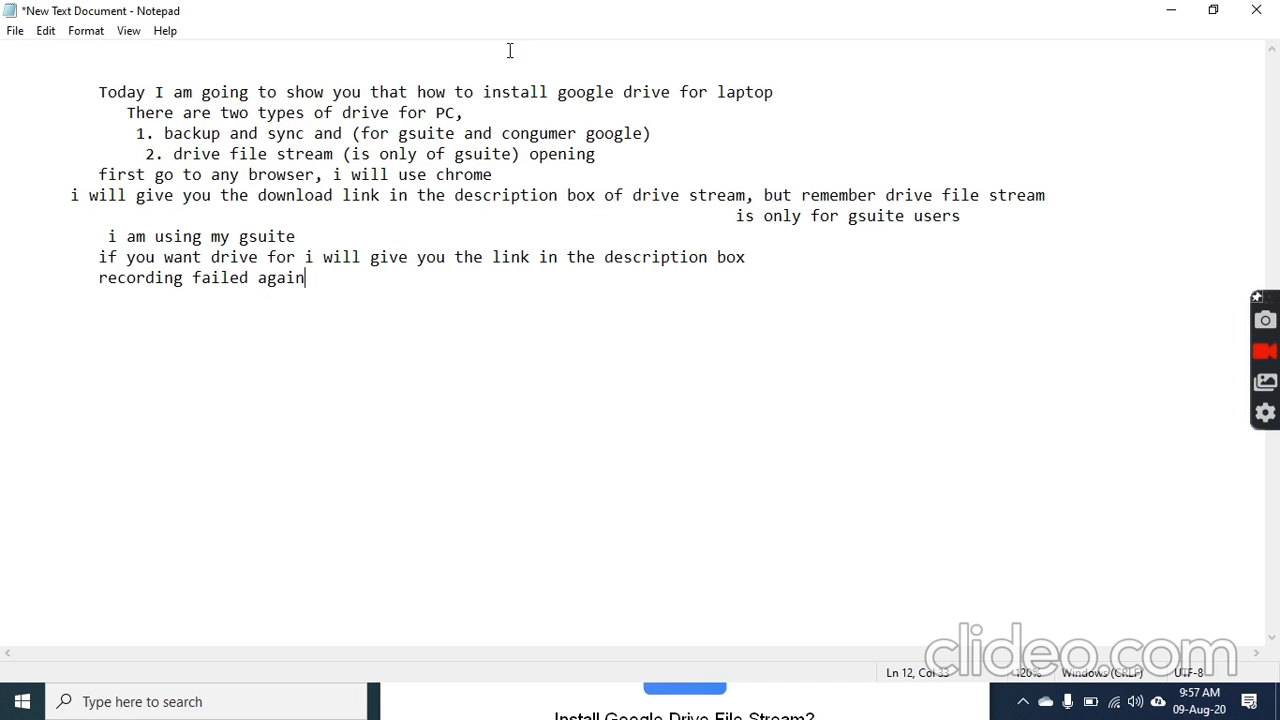 *New Text Document - Notepad
File Edit Format View Help
Today I am going to show you that how to install google drive for laptop
There are two types of drive for PC,
1. backup and sync and (for gsuite and congumer google)
2. drive file stream (is only of gsuite) opening
first go to any browser, i will use chrome
i will give you the download link in the description box of drive stream, but remember drive file stream
is only for gsuite users
i am using my gsuite
if you want drive for i will give you the link in the description box
recording failed again
clideo.com
Ln 12, Col 33 120% Windows (CRLF) UTF-8
Type here to search
Install Google Drive File Stream?
9:57 AM
09-Aug-20